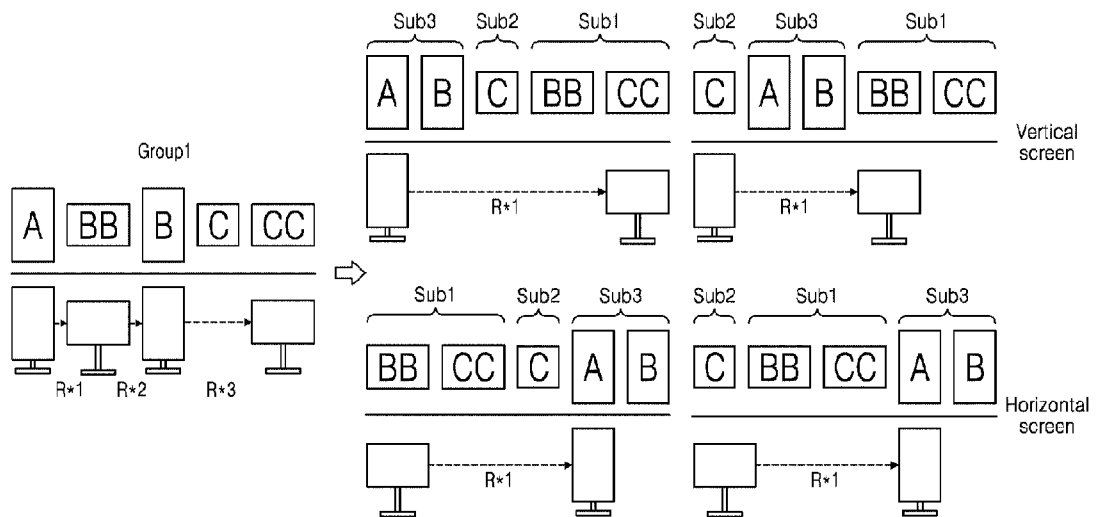 Group1
A BB B C CC
R*1 R*2 R*3
Sub3 Sub2 Sub1
A B C BB CC
R*1
Sub2 Sub3 Sub1
C A B BB CC
R*1
Vertical
screen
Sub1 Sub2 Sub3
BB CC C A B
R*1
Sub2 Sub1 Sub3
C BB CC A B
R*1
Horizontal
screen